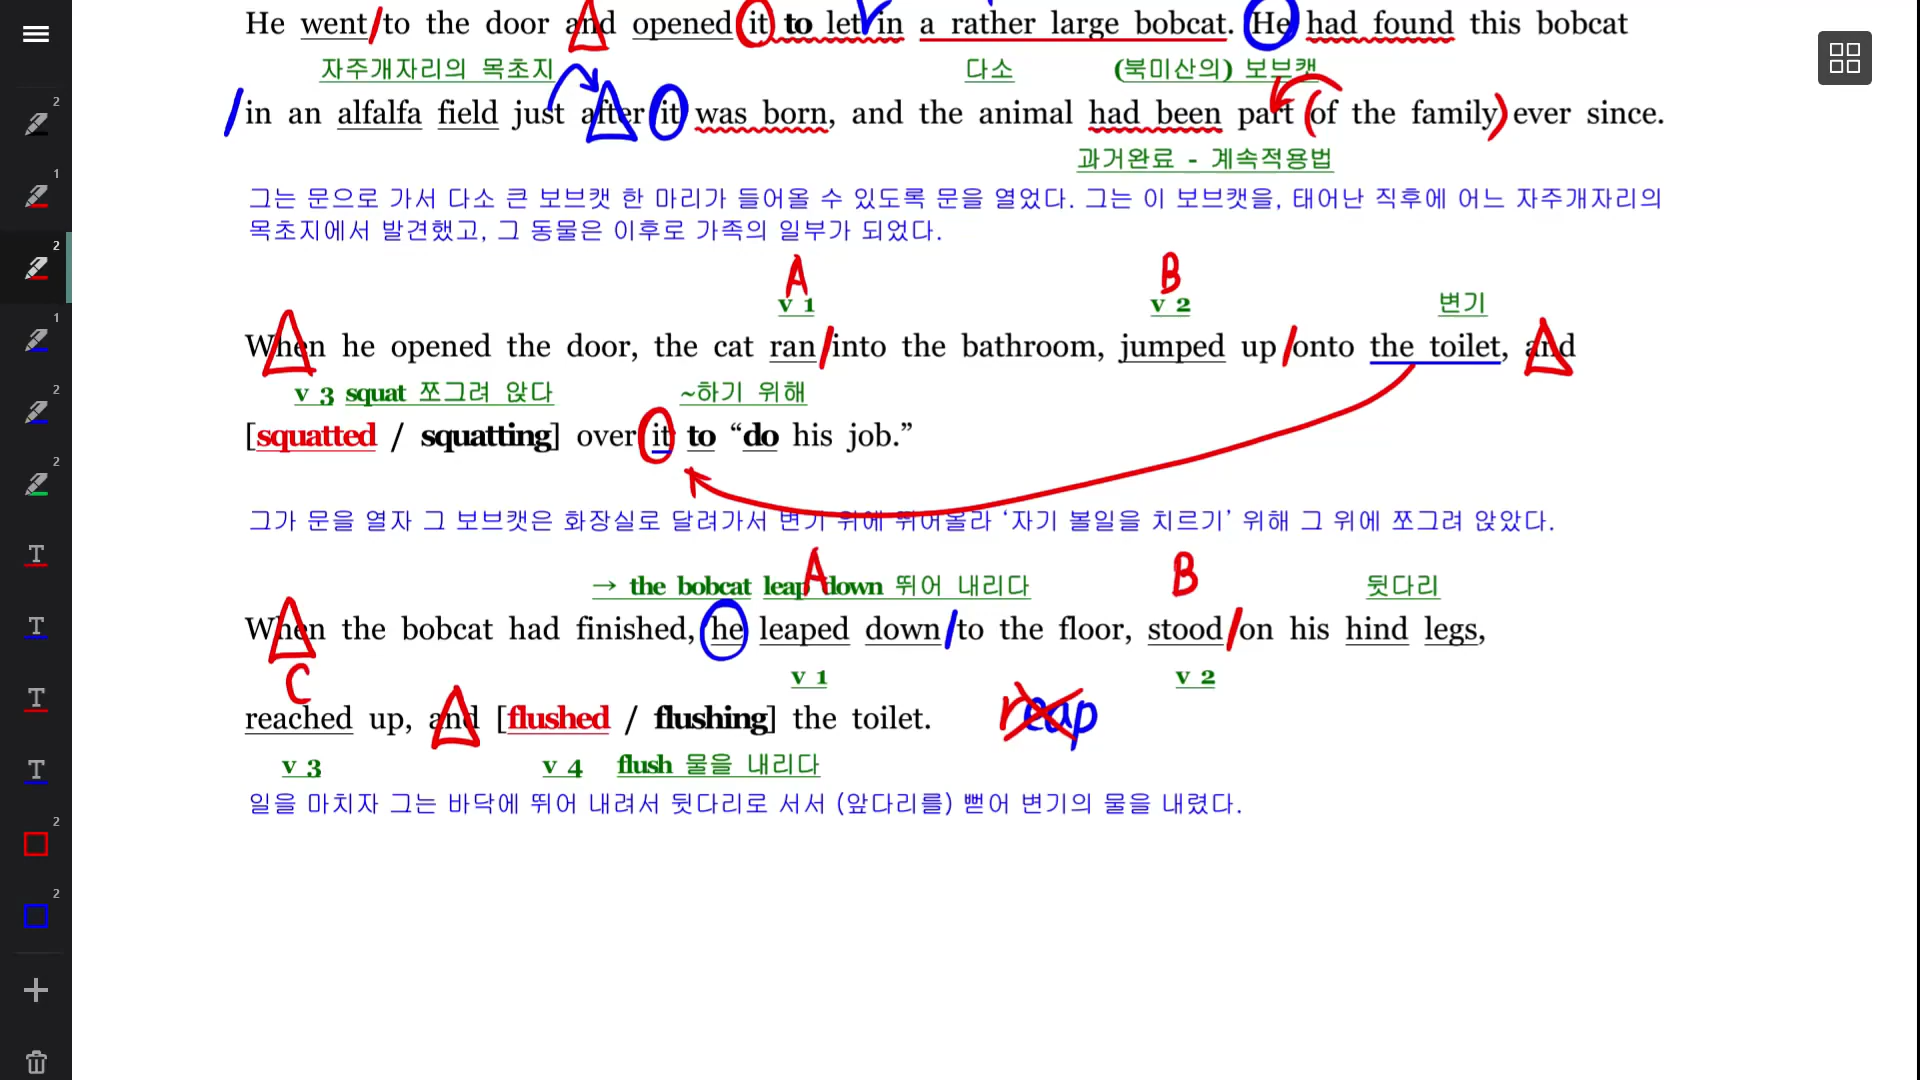 He went / to the door and opened it to let in a rather large bobcat. He had found this bobcat
자주개자리의 목초지 다소 (북미산의) 보브캣
/ in an alfalfa field just after it was born, and the animal had been part (of the family) ever since.
과거완료 - 계속적용법
그는 문으로 가서 다소 큰 보브캣 한 마리가 들어올 수 있도록 문을 열었다. 그는 이 보브캣을, 태어난 직후에 어느 자주개자리의
목초지에서 발견했고, 그 동물은 이후로 가족의 일부가 되었다.
A B
v 1 v 2 변기
When he opened the door, the cat ran / into the bathroom, jumped up / onto the toilet, and
v 3 squat 쪼그려 앉다 ~하기 위해
[squatted / squatting] over it to “do his job.”
그가 문을 열자 그 보브캣은 화장실로 달려가서 변기 위에 뛰어올라 ‘자기 볼일을 치르기’ 위해 그 위에 쪼그려 앉았다.
A B
→ the bobcat leap down 뛰어 내리다 뒷다리
When the bobcat had finished, he leaped down / to the floor, stood / on his hind legs,
C v 1 v 2
reached up, and [flushed / flushing] the toilet. reap
v 3 v 4 flush 물을 내리다
일을 마치자 그는 바닥에 뛰어 내려서 뒷다리로 서서 (앞다리를) 뻗어 변기의 물을 내렸다.
2
1
2
1
2
2
T
T
T
T
2
2